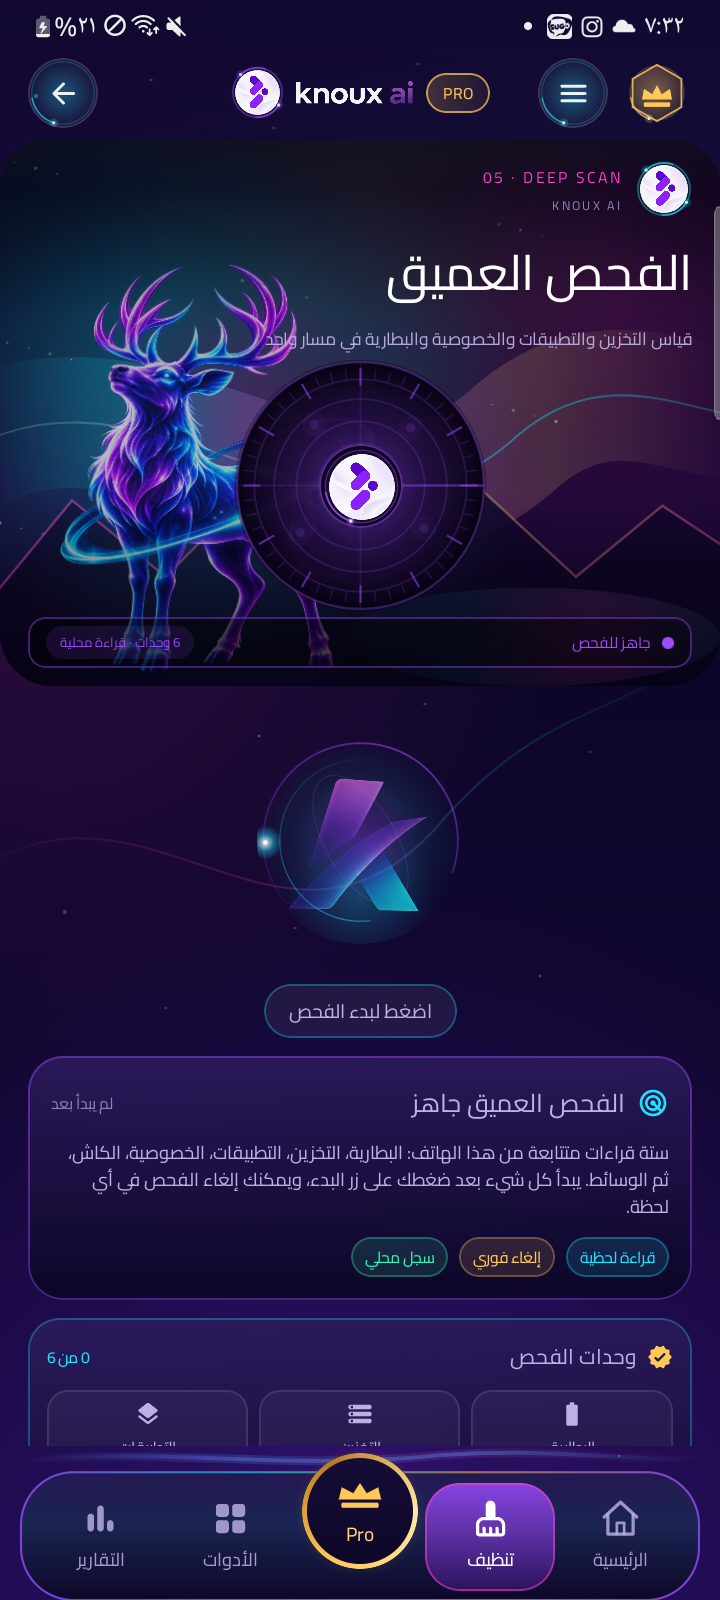 ٧:٣٢
%٢١
knoux ai
PRO
05 · DEEP SCAN
KNOUX AI
الفحص العميق
قياس التخزين والتطبيقات والخصوصية والبطارية في مسار واحد
جاهز للفحص
6 وحدات · قراءة محلية
اضغط لبدء الفحص
الفحص العميق جاهز
لم يبدأ بعد
ستة قراءات متتابعة من هذا الهاتف: البطارية، التخزين، التطبيقات، الخصوصية، الكاش،
ثم الوسائط. يبدأ كل شيء بعد ضغطك على زر البدء، ويمكنك إلغاء الفحص في أي
لحظة.
قراءة لحظية
إلغاء فوري
سجل محلي
وحدات الفحص
0 من 6
الرئيسية
تنظيف
Pro
الأدوات
التقارير